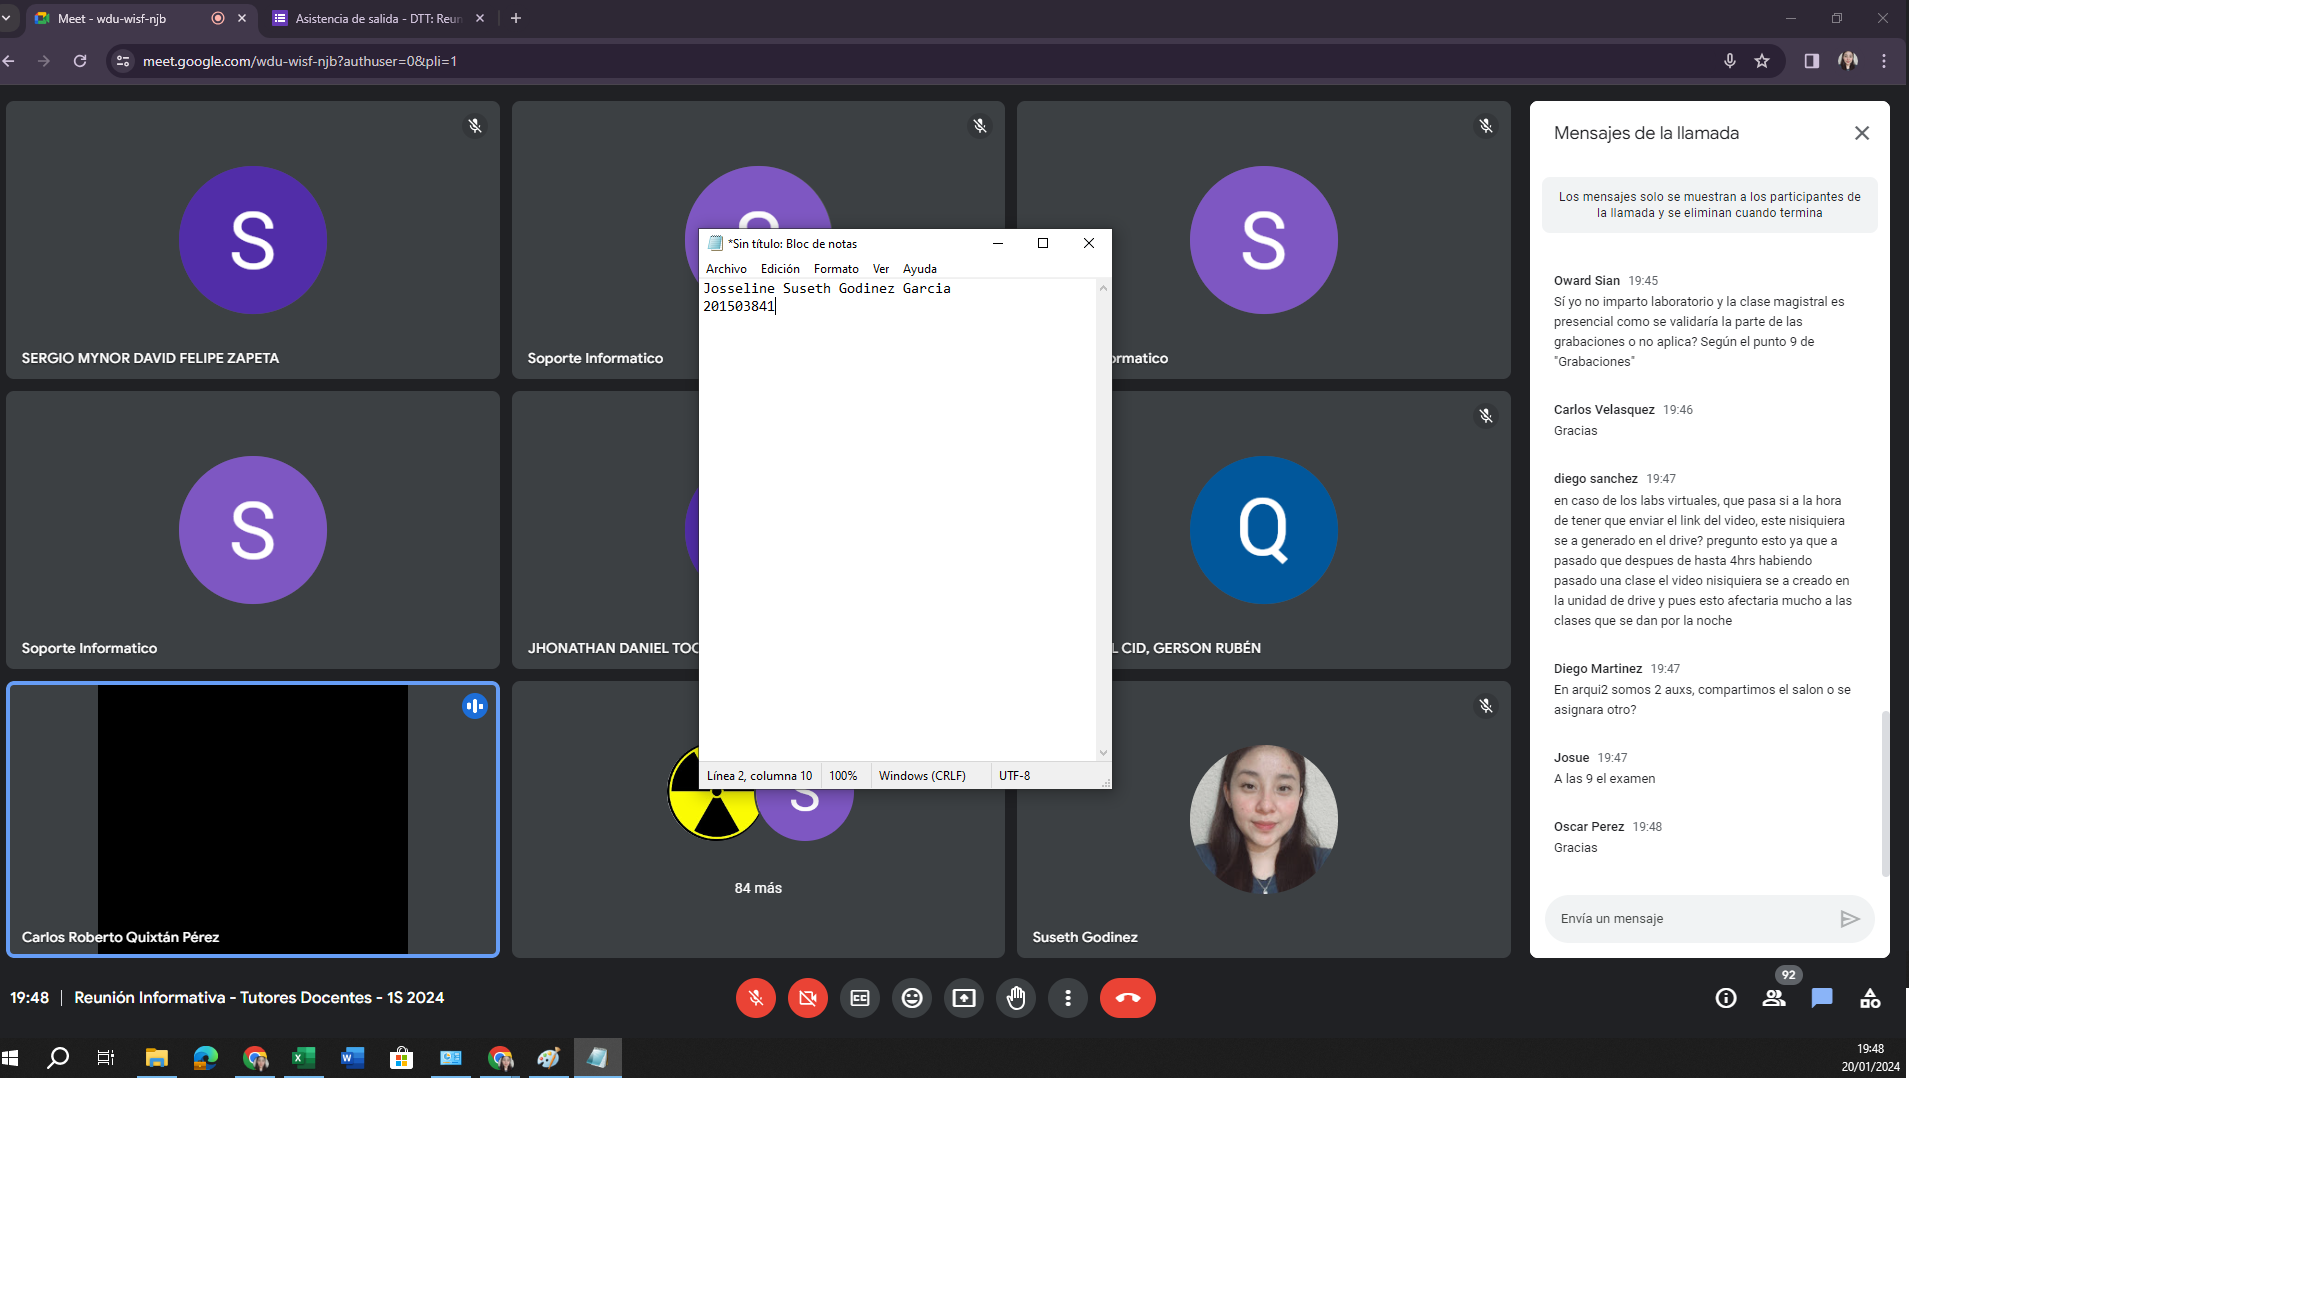 Meet - wdu-wisf-njb
Asistencia de salida - DTT: Reun
meet.google.com/wdu-wisf-njb?authuser=0&pli=1
S
SERGIO MYNOR DAVID FELIPE ZAPETA
Soporte Informatico
S
ormatico
*Sin título: Bloc de notas
Archivo Edición Formato Ver Ayuda
Josseline Suseth Godinez Garcia
201503841
Línea 2, columna 10 100% Windows (CRLF) UTF-8
S
Soporte Informatico
JHONATHAN DANIEL TOC
Q
L CID, GERSON RUBÉN
Carlos Roberto Quixtán Pérez
S
84 más
Suseth Godinez
Mensajes de la llamada
Los mensajes solo se muestran a los participantes de
la llamada y se eliminan cuando termina
Oward Sian 19:45
Sí yo no imparto laboratorio y la clase magistral es
presencial como se validaría la parte de las
grabaciones o no aplica? Según el punto 9 de
"Grabaciones"
Carlos Velasquez 19:46
Gracias
diego sanchez 19:47
en caso de los labs virtuales, que pasa si a la hora
de tener que enviar el link del video, este nisiquiera
se a generado en el drive? pregunto esto ya que a
pasado que despues de hasta 4hrs habiendo
pasado una clase el video nisiquiera se a creado en
la unidad de drive y pues esto afectaria mucho a las
clases que se dan por la noche
Diego Martinez 19:47
En arqui2 somos 2 auxs, compartimos el salon o se
asignara otro?
Josue 19:47
A las 9 el examen
Oscar Perez 19:48
Gracias
Envía un mensaje
19:48 | Reunión Informativa - Tutores Docentes - 1S 2024
92
19:48
20/01/2024